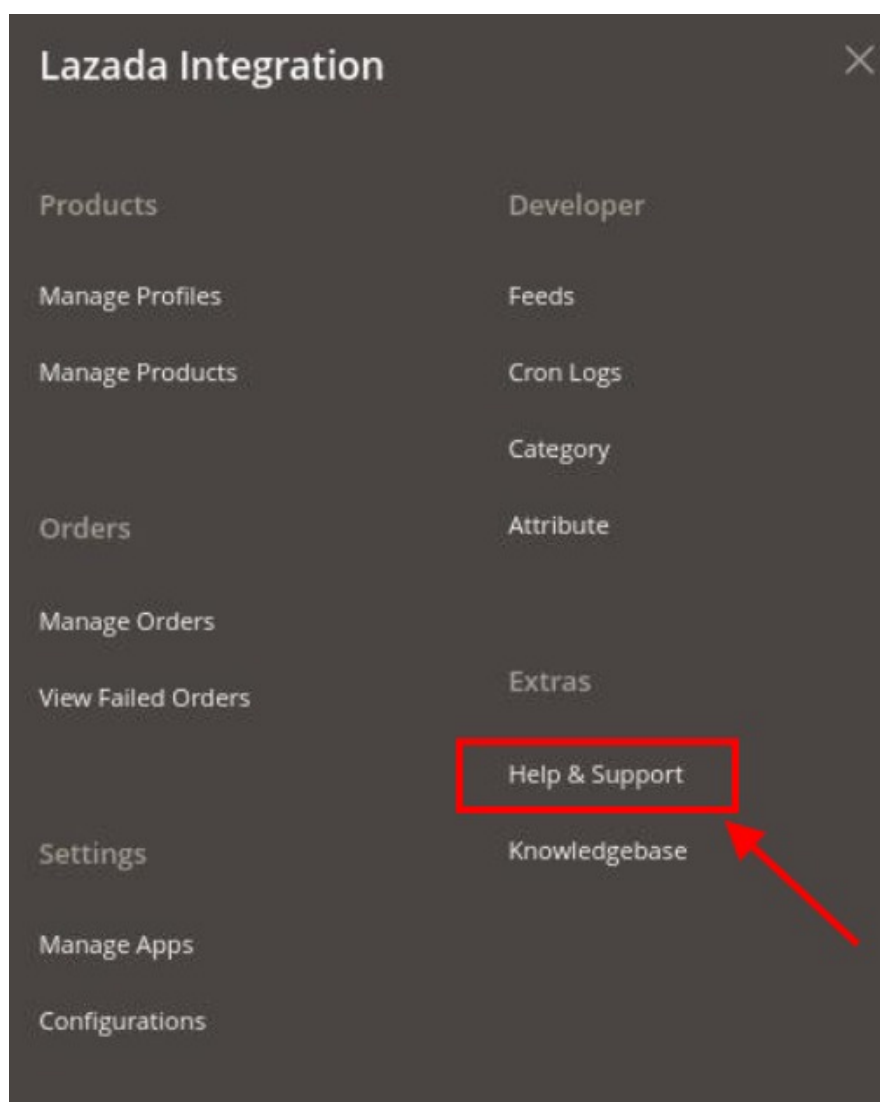 Lazada Integration
Products
Manage Profiles
Manage Products
Orders
Manage Orders
View Failed Orders
Settings
Manage Apps
Configurations
Developer
Feeds
Cron Logs
Category
Attribute
Extras
Help & Support
Knowledgebase